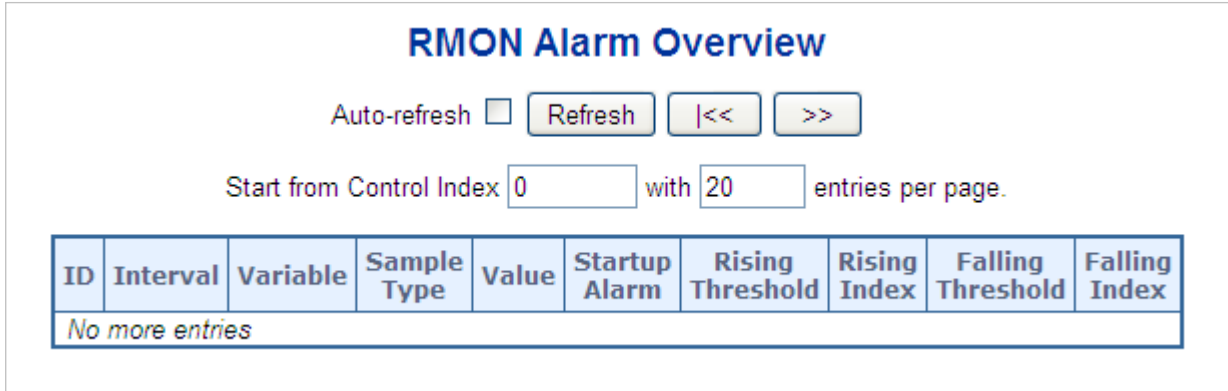 RMON Alarm Overview
Auto-refresh Refresh |<< >>
Start from Control Index 0 with 20 entries per page.
ID Interval Variable Sample Type Value Startup Alarm Rising Threshold Rising Index Falling Threshold Falling Index
No more entries